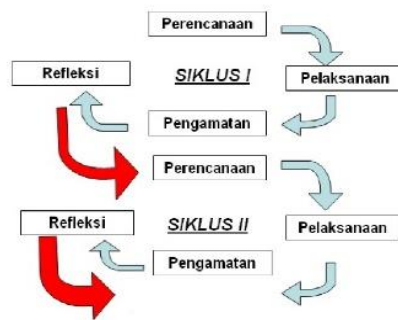 Perencanaan
Refleksi
SIKLUS I
Pelaksanaan
Pengamatan
Perencanaan
Refleksi
SIKLUS II
Pelaksanaan
Pengamatan